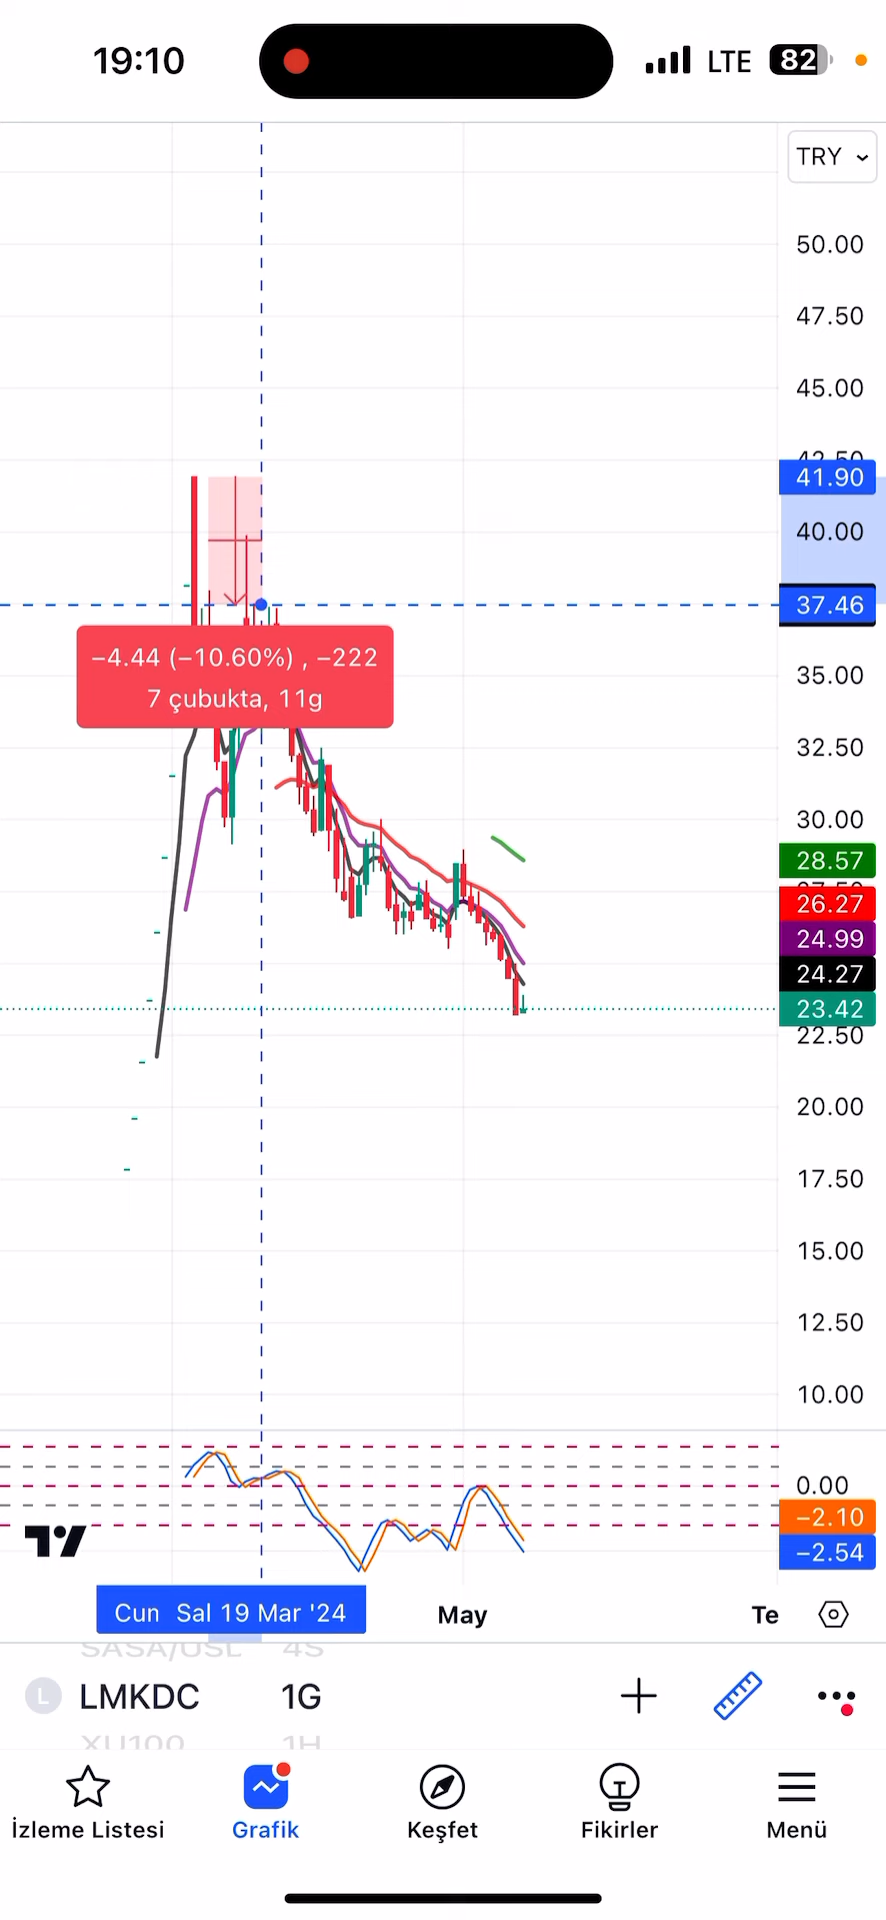 19:10
LTE
82
TRY
50.00
47.50
45.00
42.50
41.90
40.00
37.46
35.00
32.50
30.00
28.57
26.27
24.99
24.27
23.42
22.50
20.00
17.50
15.00
12.50
10.00
−4.44 (−10.60%) , −222
7 çubukta, 11g
0.00
−2.10
−2.54
Cun Sal 19 Mar '24
May
Te
SASA/USL 4S
L LMKDC 1G
XU100 1H
İzleme Listesi
Grafik
Keşfet
Fikirler
Menü